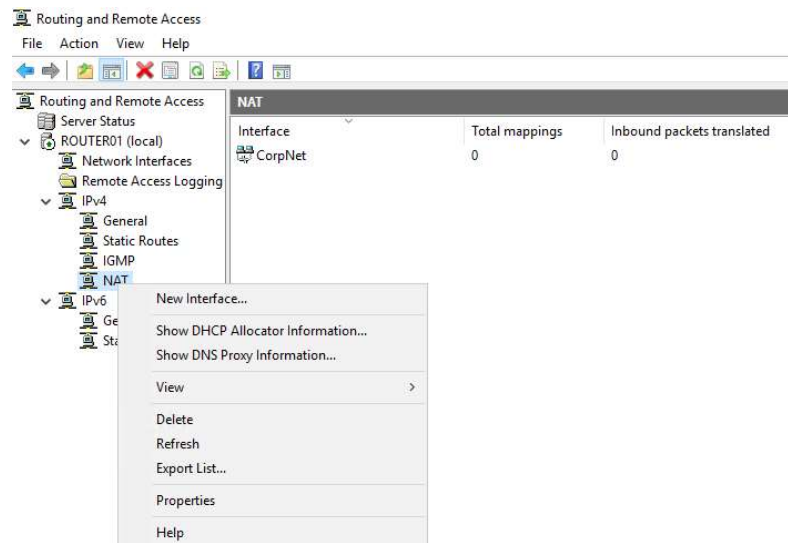 Routing and Remote Access
File Action View Help
Routing and Remote Access
Server Status
ROUTER01 (local)
Network Interfaces
Remote Access Logging
IPv4
General
Static Routes
IGMP
NAT
IPv6
Ge
Sta
NAT
Interface Total mappings Inbound packets translated
CorpNet 0 0
New Interface...
Show DHCP Allocator Information...
Show DNS Proxy Information...
View
Delete
Refresh
Export List...
Properties
Help